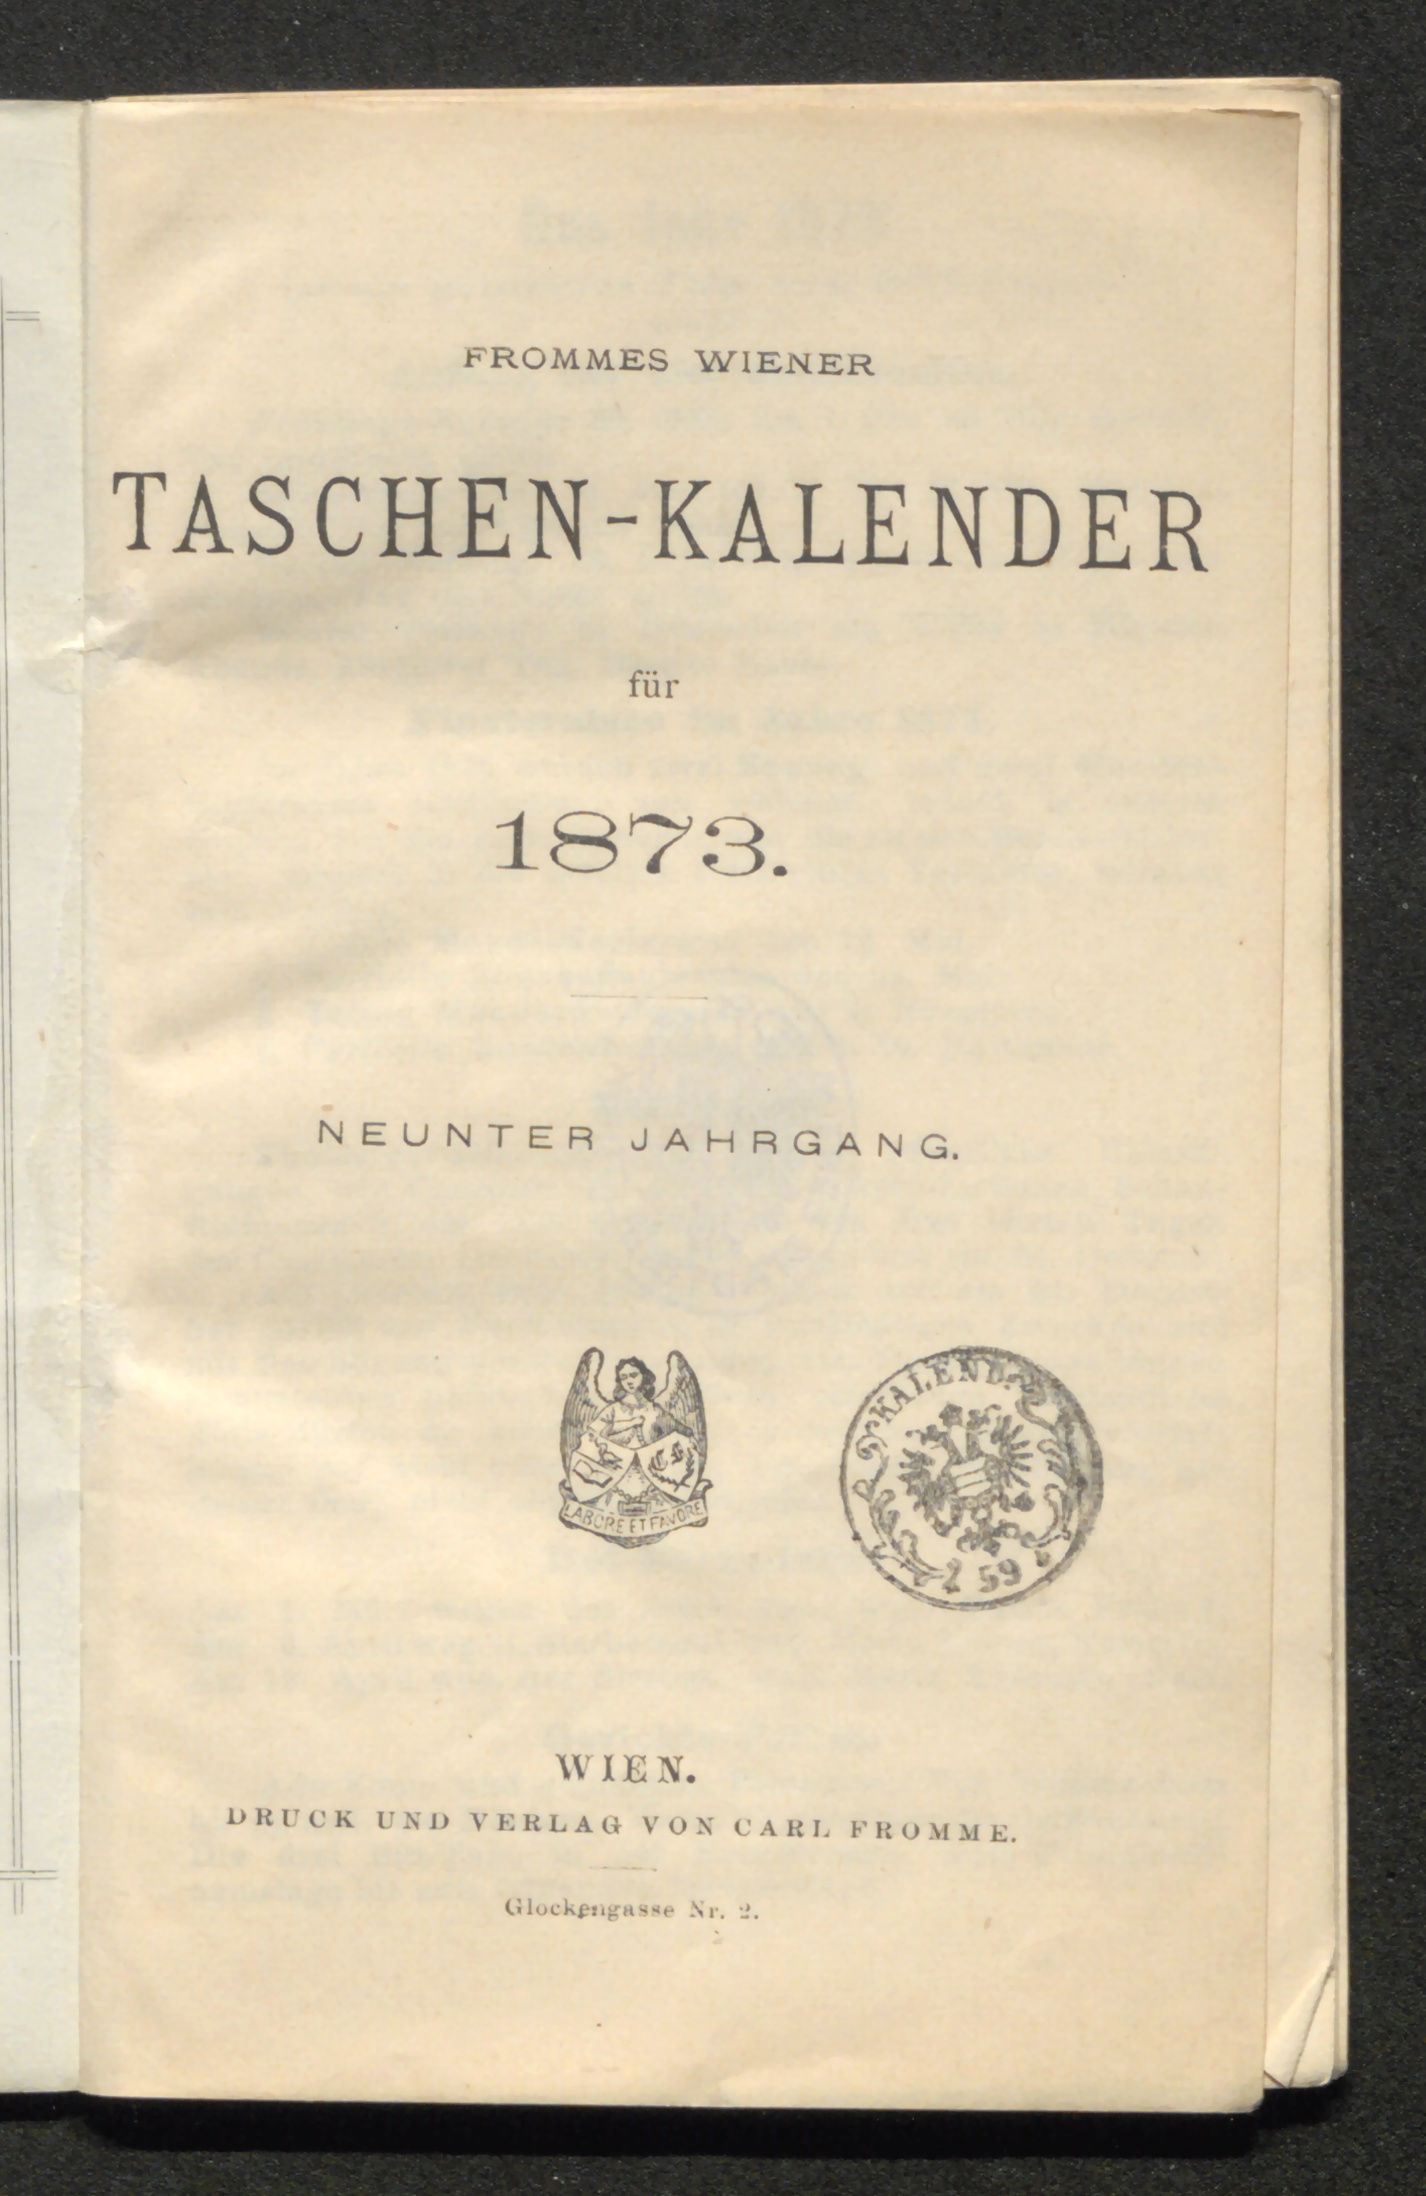 FROMMES WIENER
TASCHEN-KALENDER
für
1873.
NEUNTER JAHRGANG.
LABORE ET FAVORE
KALEND.
59
WIEN.
DRUCK UND VERLAG VON CARL FROMME.
Glockengasse Nr. 2.